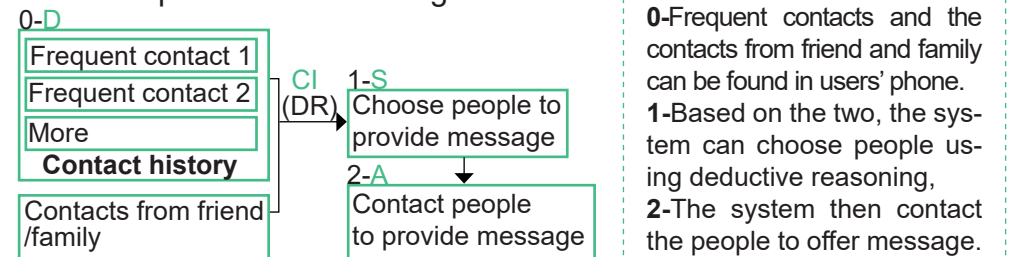 0-D
Frequent contact 1
Frequent contact 2
More
Contact history
Contacts from friend
/family
CI
(DR)
1-S
Choose people to
provide message
2-A
Contact people
to provide message
0-Frequent contacts and the
contacts from friend and family
can be found in users' phone.
1-Based on the two, the sys-
tem can choose people us-
ing deductive reasoning,
2-The system then contact
the people to offer message.